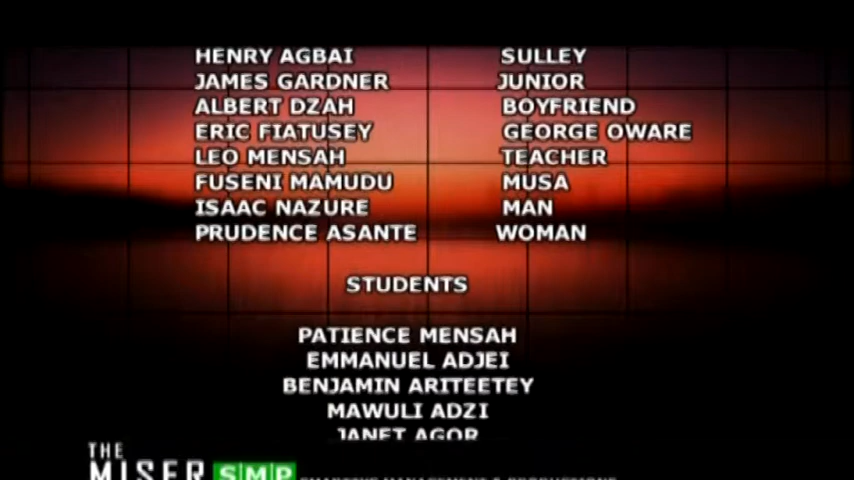 HENRY AGBAI SULLEY
JAMES GARDNER JUNIOR
ALBERT DZAH BOYFRIEND
ERIC FIATUSEY GEORGE OWARE
LEO MENSAH TEACHER
FUSENI MAMUDU MUSA
ISAAC NAZURE MAN
PRUDENCE ASANTE WOMAN
STUDENTS
PATIENCE MENSAH
EMMANUEL ADJEI
BENJAMIN ARITEETEY
MAWULI ADZI
JANET AGOR
THE
MISER SMP MANAGEMENT & PRODUCTIONS